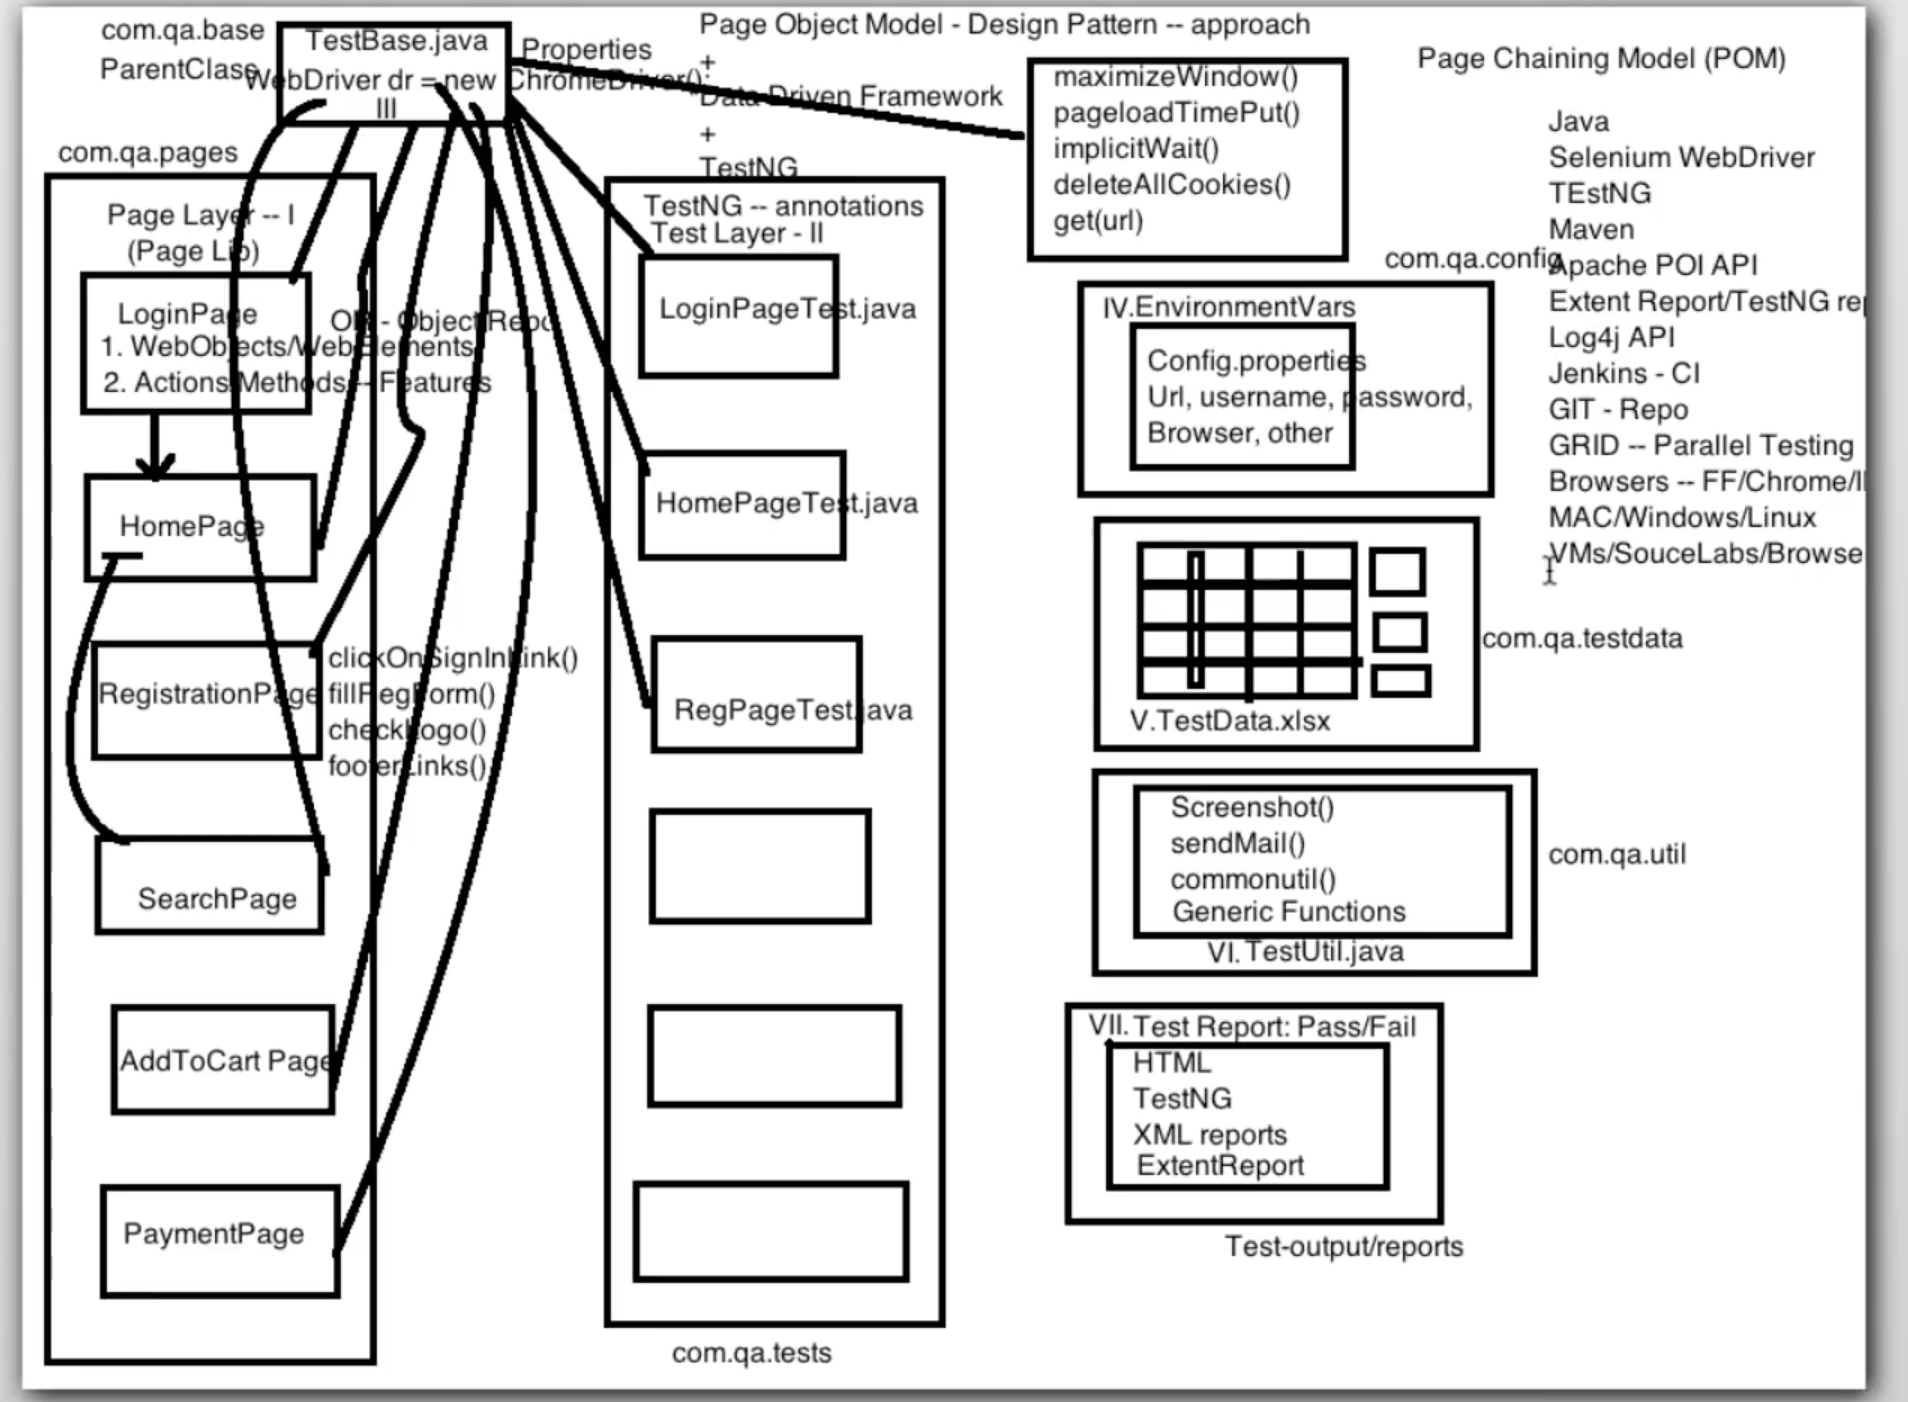 com.qa.base
ParentClass
TestBase.java
WebDriver dr = new ChromeDriver();
III
Properties
Page Object Model - Design Pattern -- approach
+
Data Driven Framework
+
TestNG
Page Chaining Model (POM)
com.qa.pages
Page Layer -- I
(Page Lib)
LoginPage
OR - Object Repo
1. WebObjects/WebElements
2. Actions/Methods -- Features
HomePage
RegistrationPage
clickOnSignInLink()
fillRegForm()
checkLogo()
footerLinks()
SearchPage
AddToCart Page
PaymentPage
TestNG -- annotations
Test Layer - II
LoginPageTest.java
HomePageTest.java
RegPageTest.java
com.qa.tests
maximizeWindow()
pageloadTimePut()
implicitWait()
deleteAllCookies()
get(url)
com.qa.config
IV.EnvironmentVars
Config.properties
Url, username, password,
Browser, other
V.TestData.xlsx
com.qa.testdata
Screenshot()
sendMail()
commonutil()
Generic Functions
VI.TestUtil.java
com.qa.util
VII.Test Report: Pass/Fail
HTML
TestNG
XML reports
ExtentReport
Test-output/reports
Java
Selenium WebDriver
TEstNG
Maven
Apache POI API
Extent Report/TestNG
Log4j API
Jenkins - CI
GIT - Repo
GRID -- Parallel Testing
Browsers -- FF/Chrome/
MAC/Windows/Linux
VMs/SouceLabs/Browse